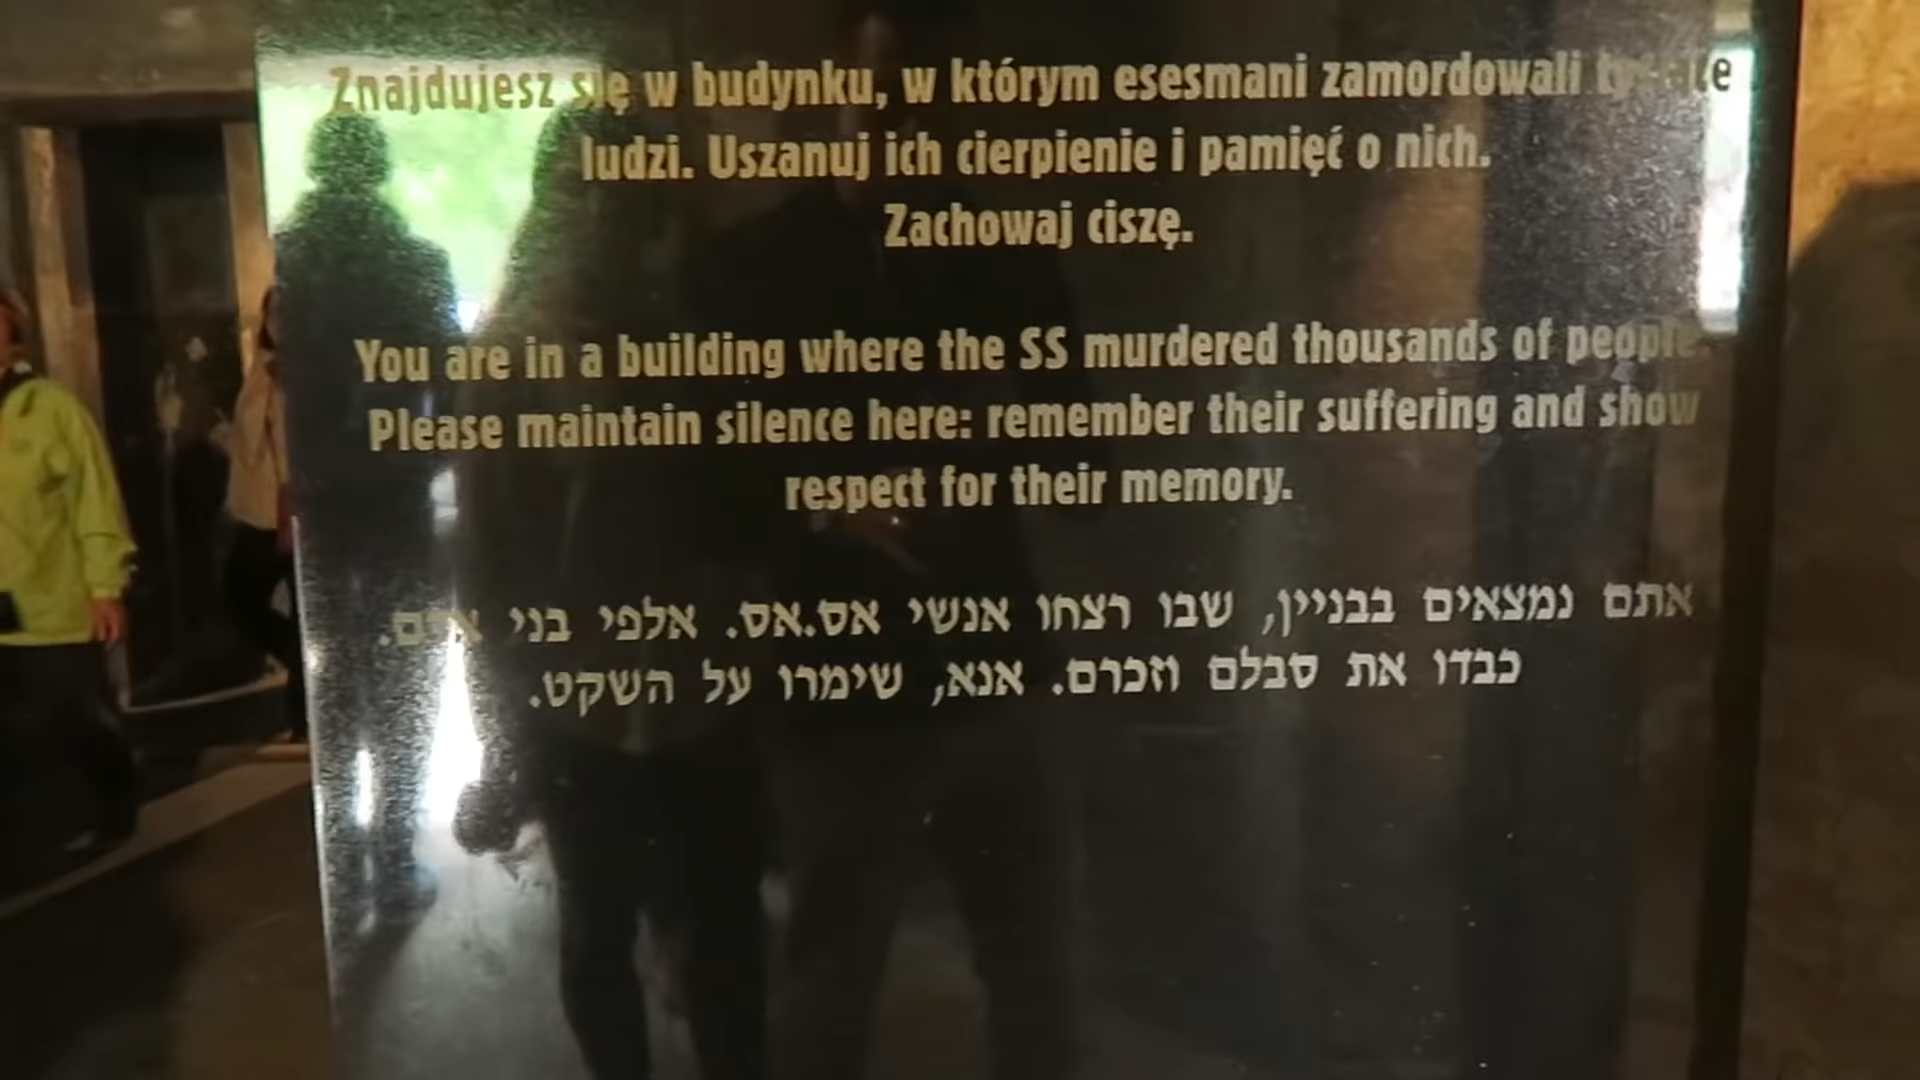 Znajdujesz się w budynku, w którym esesmani zamordowali
ludzi. Uszanuj ich cierpienie i pamięć o nich.
Zachowaj ciszę.
You are in a building where the SS murdered thousands of people.
Please maintain silence here: remember their suffering and show
respect for their memory.
אתם נמצאים בבניין, שבו רצחו אנשי אס.אס. אלפי בני
כבדו את סבלם וזכרם. אנא, שימרו על השקט.